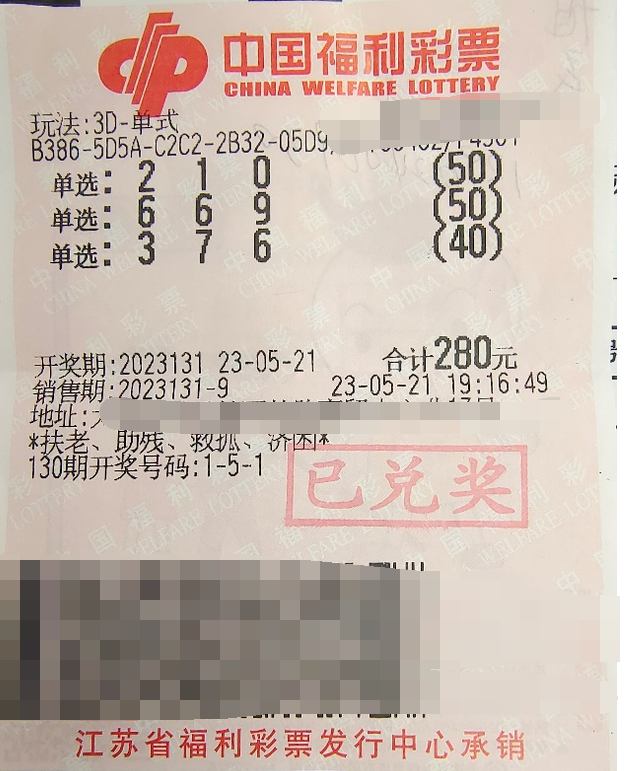 中国福利彩票
CHINA WELFARE LOTTERY
玩法:3D-单式
B386-5D5A-C2C2-2B32-05D9
单选: 2 1 0 (50)
单选: 6 6 9 (50)
单选: 3 7 6 (40)
开奖期:2023131 23-05-21 合计280元
销售期:2023131-9 23-05-21 19:16:49
地址:
*扶老、助残、救孤、济困*
130期开奖号码:1-5-1
已兑奖
江苏省福利彩票发行中心承销